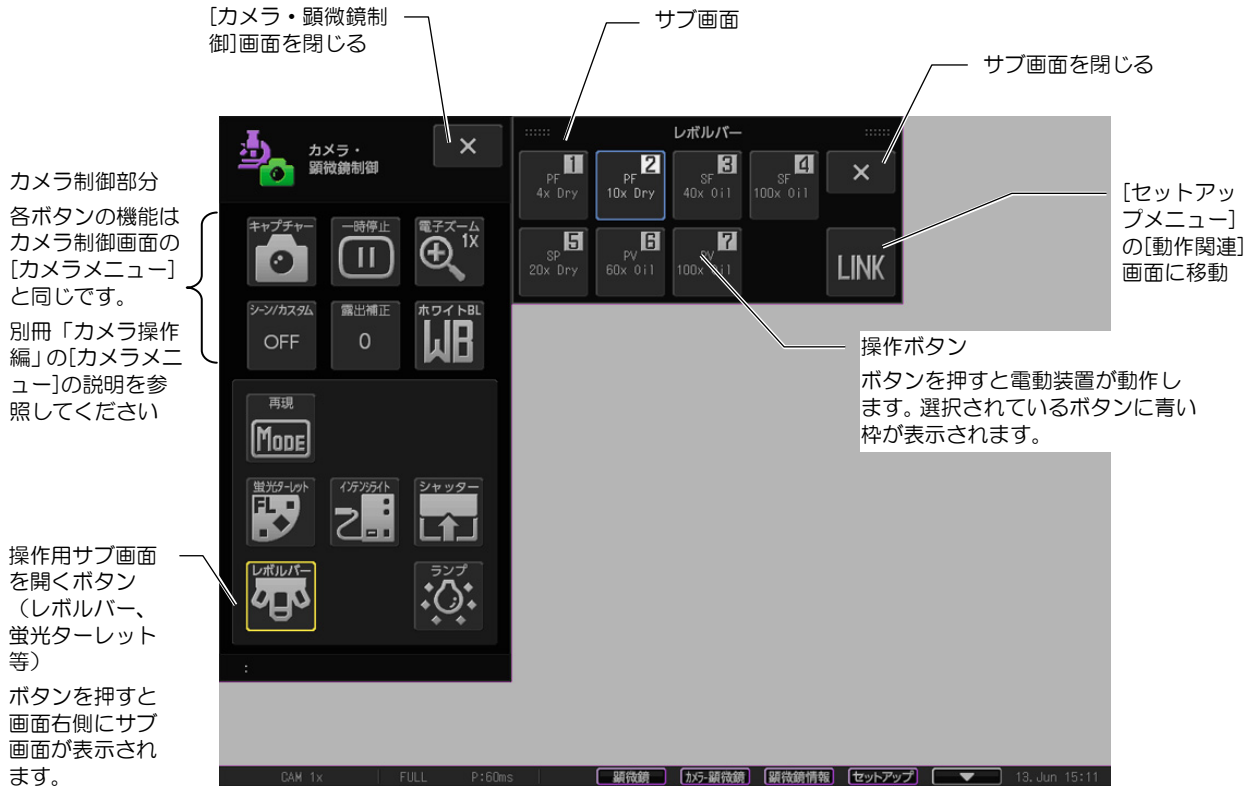 [カメラ・顕微鏡制
御]画面を閉じる
サブ画面
サブ画面を閉じる
カメラ・
顕微鏡制御
×
レボルバー
1
PF
4x Dry
2
PF
10x Dry
3
SF
40x Oil
4
SF
100x Oil
×
5
SP
20x Dry
6
PV
60x Oil
7
PV
100x Oil
LINK
[セットアッ
プメニュー]
の[動作関連]
画面に移動
カメラ制御部分
各ボタンの機能は
カメラ制御画面の
[カメラメニュー]
と同じです。
別冊「カメラ操作
編」の[カメラメニ
ュー]の説明を参
照してください
キャプチャー
一時停止
電子ズーム
1X
シーン/カスタム
OFF
露出補正
0
ホワイトBL
WB
操作ボタン
ボタンを押すと電動装置が動作し
ます。選択されているボタンに青い
枠が表示されます。
再現
MODE
蛍光ターレット
FL
インテンシライト
シャッター
レボルバー
ランプ
:
操作用サブ画面
を開くボタン
（レボルバー、
蛍光ターレット
等）
ボタンを押すと
画面右側にサブ
画面が表示され
ます。
CAM 1x FULL P:60ms 顕微鏡 カメラ-顕微鏡 顕微鏡情報 セットアップ 13. Jun 15:11